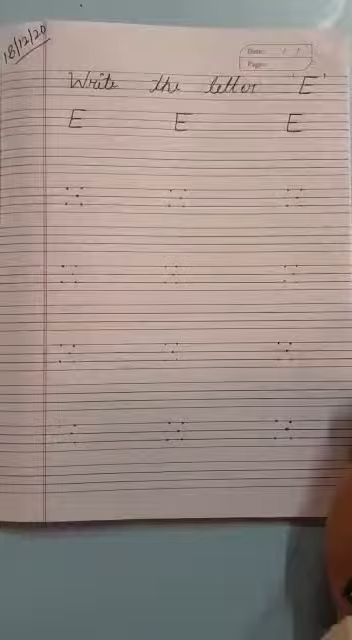 18/12/20
Date: / /
Page:
Write the letter 'E'
E E E